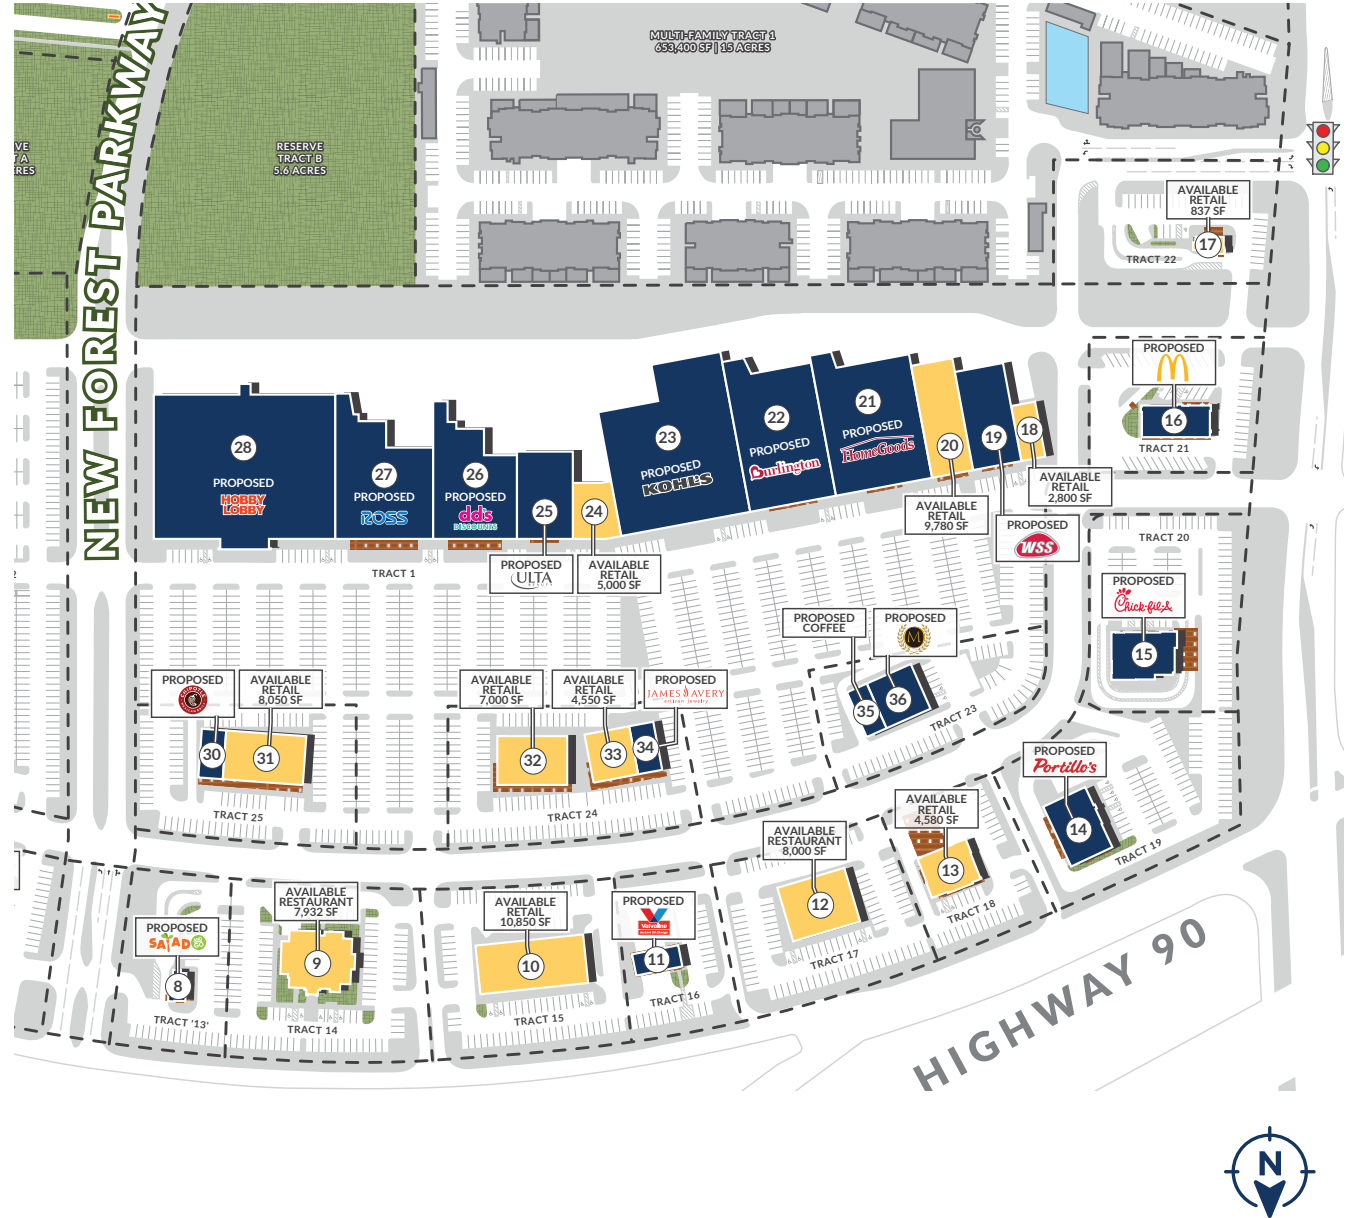 NEW FOREST PARKWAY
MULTI-FAMILY TRACT 1
653,400 SF | 15 ACRES
RESERVE
TRACT B
5.6 ACRES
AVAILABLE
RETAIL
837 SF
17
TRACT 22
PROPOSED
16
TRACT 21
28
PROPOSED
HOBBY
LOBBY
27
PROPOSED
ROSS
26
PROPOSED
dd's
DISCOUNTS
25
PROPOSED
ULTA
BEAUTY
24
AVAILABLE
RETAIL
5,000 SF
23
PROPOSED
KOHL'S
22
PROPOSED
Burlington
21
PROPOSED
HomeGoods
20
AVAILABLE
RETAIL
9,780 SF
19
PROPOSED
WSS
18
AVAILABLE
RETAIL
2,800 SF
TRACT 1
TRACT 20
PROPOSED
Chick-fil-A
15
PROPOSED
COFFEE
35
PROPOSED
M
36
TRACT 23
PROPOSED
CHIPOTLE
30
AVAILABLE
RETAIL
8,050 SF
31
TRACT 25
AVAILABLE
RETAIL
7,000 SF
32
AVAILABLE
RETAIL
4,550 SF
33
PROPOSED
JAMES AVERY
artisan jewelry
34
TRACT 24
PROPOSED
Portillo's
14
TRACT 19
AVAILABLE
RETAIL
4,580 SF
13
TRACT 18
AVAILABLE
RESTAURANT
8,000 SF
12
TRACT 17
PROPOSED
Valvoline
11
TRACT 16
AVAILABLE
RETAIL
10,850 SF
10
TRACT 15
AVAILABLE
RESTAURANT
7,932 SF
9
TRACT 14
PROPOSED
SALAD
8
TRACT '13'
HIGHWAY 90
N